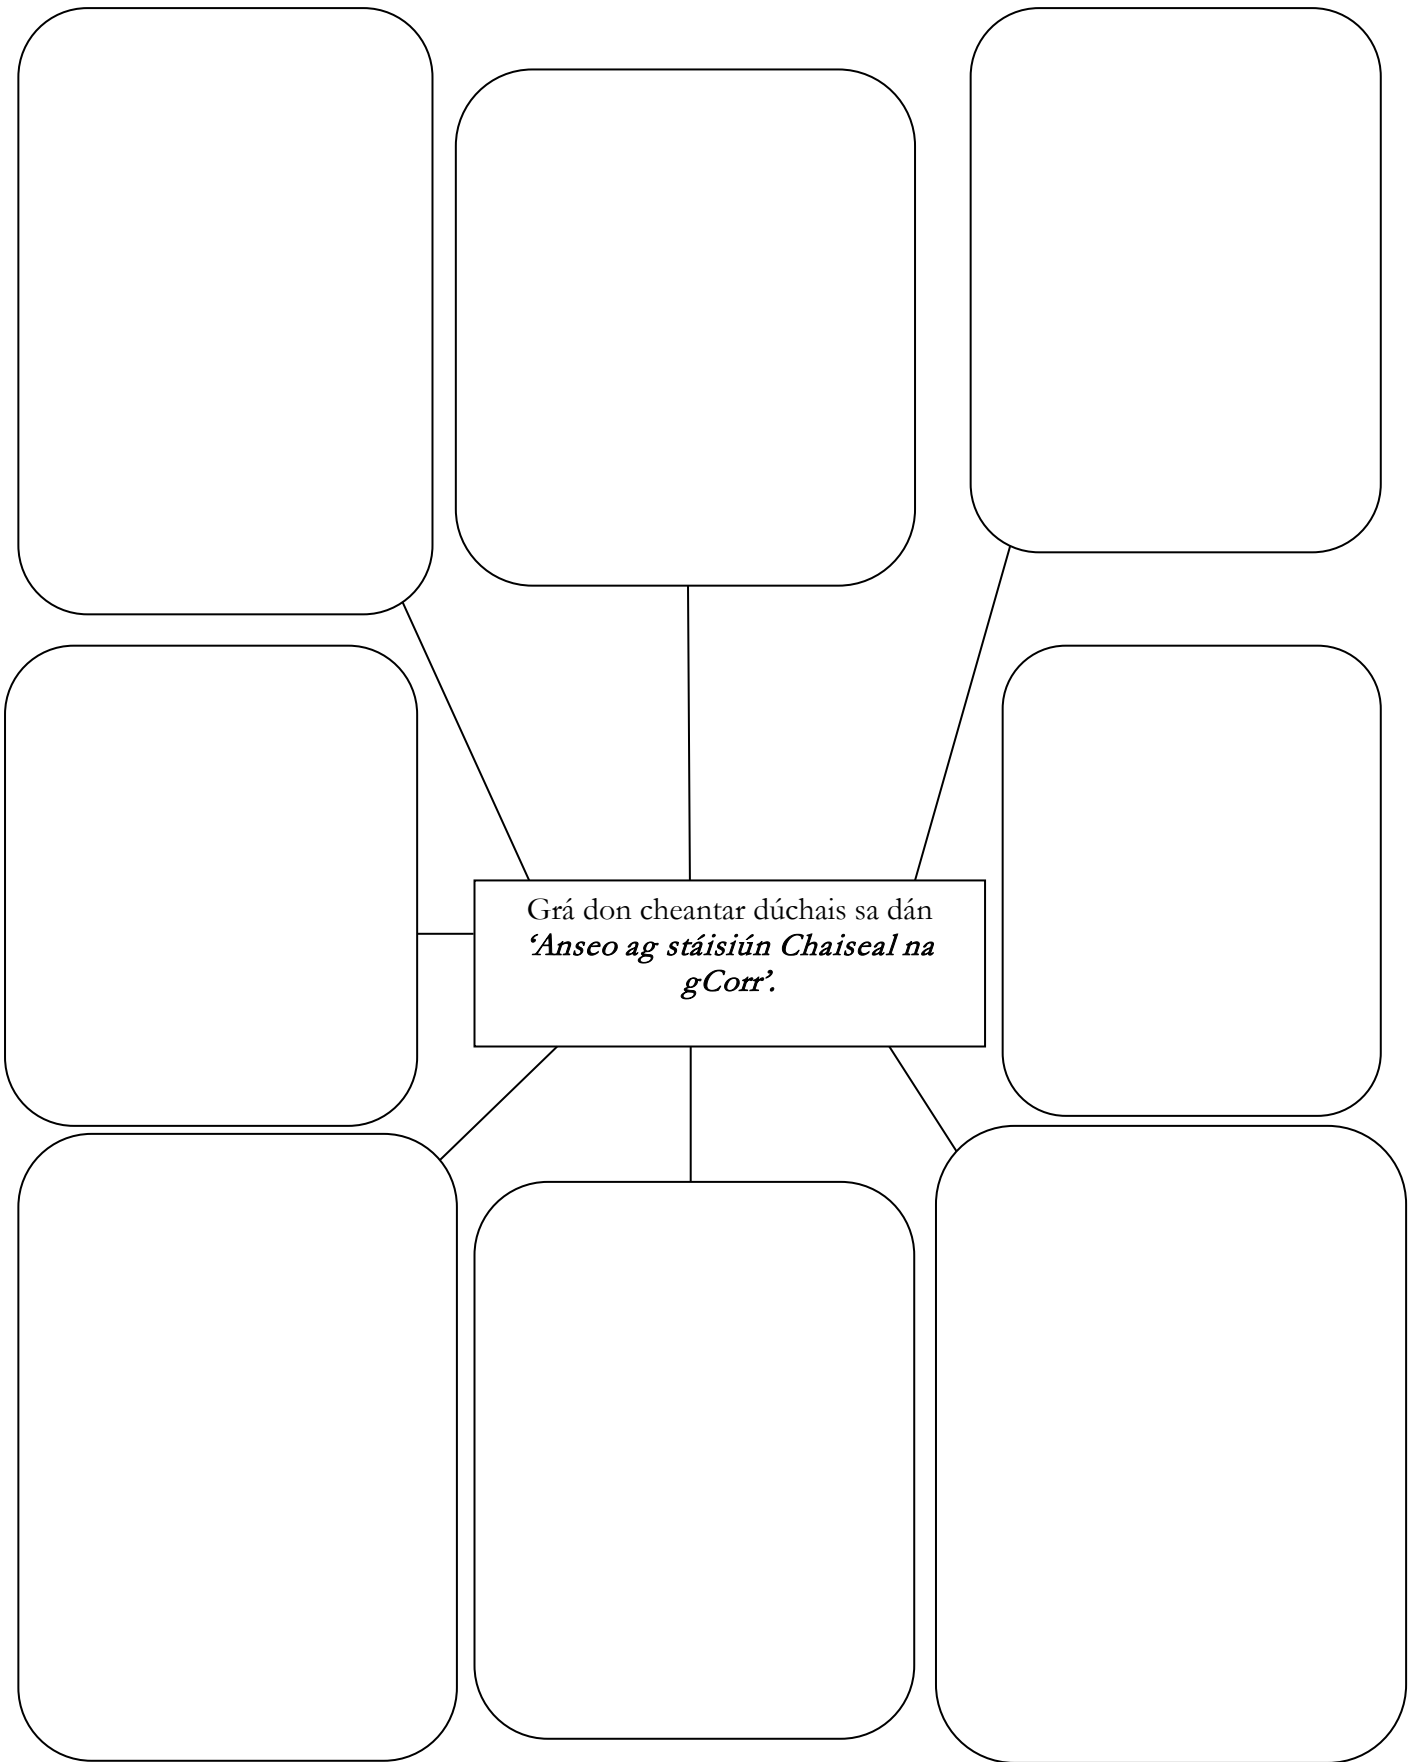 Grá don cheantar dúchais sa dán
‘Anseo ag stáisiún Chaiseal na
gCorr’.